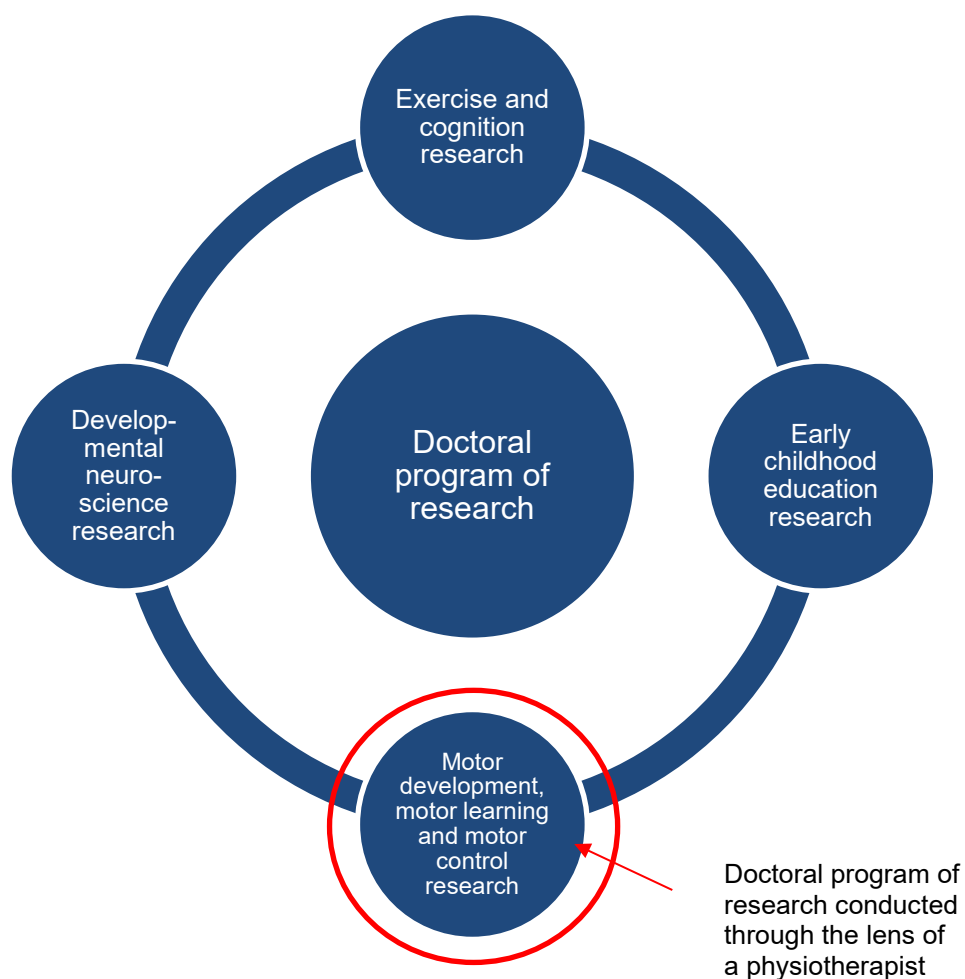 Exercise and
cognition
research
Develop-
mental
neuro-
science
research
Doctoral
program of
research
Early
childhood
education
research
Motor
development,
motor learning
and motor
control
research
Doctoral program of
research conducted
through the lens of
a physiotherapist